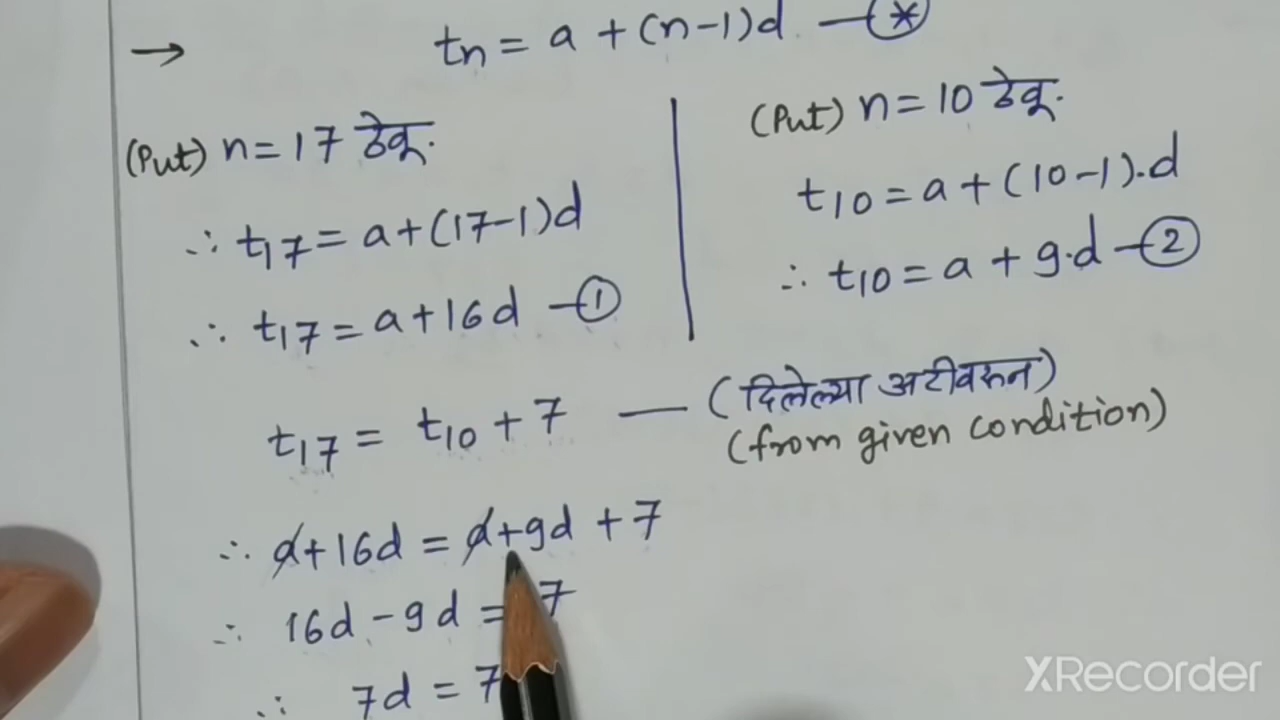 → tn = a + (n-1)d —(*)
(Put) n = 17 ठेवू.
∴ t17 = a + (17-1)d
∴ t17 = a + 16d —①
(Put) n = 10 ठेवू.
t10 = a + (10-1).d
∴ t10 = a + 9.d —②
t17 = t10 + 7 — (दिलेल्या अटीवरून)
(from given condition)
∴ a + 16d = a + 9d + 7
∴ 16d - 9d = 7
∴ 7d = 7
XRecorder